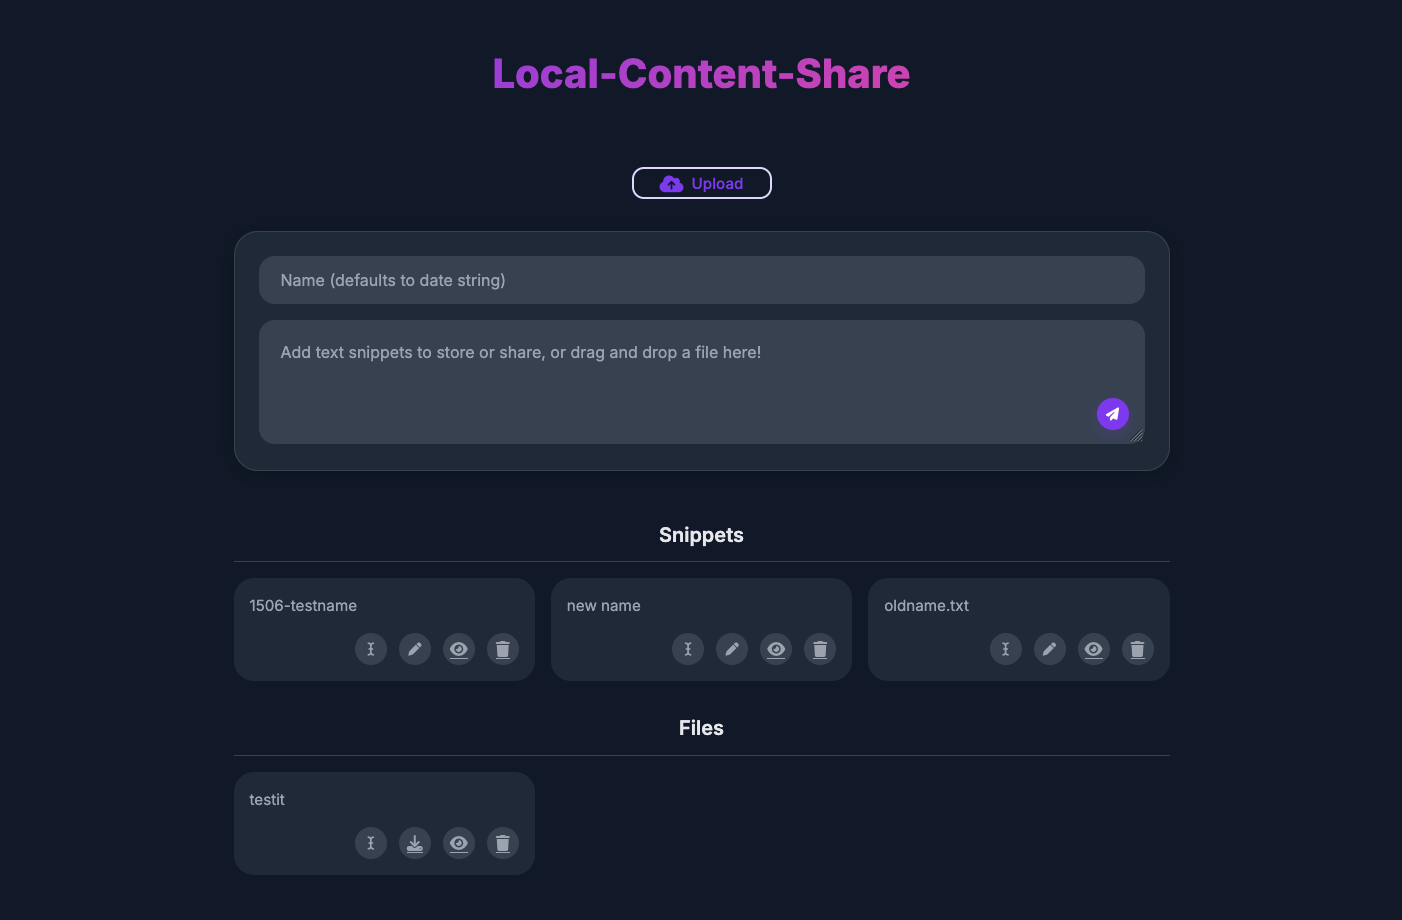 Local-Content-Share
Upload
Name (defaults to date string)
Add text snippets to store or share, or drag and drop a file here!
Snippets
1506-testname
new name
oldname.txt
Files
testit